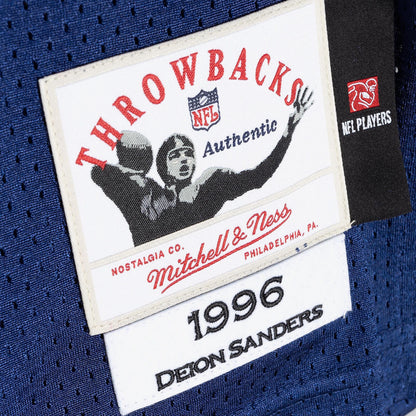 THROWBACKS
NFL
Authentic
NFL PLAYERS
NOSTALGIA CO.
Mitchell & Ness
PHILADELPHIA, PA.
1996
DEION SANDERS